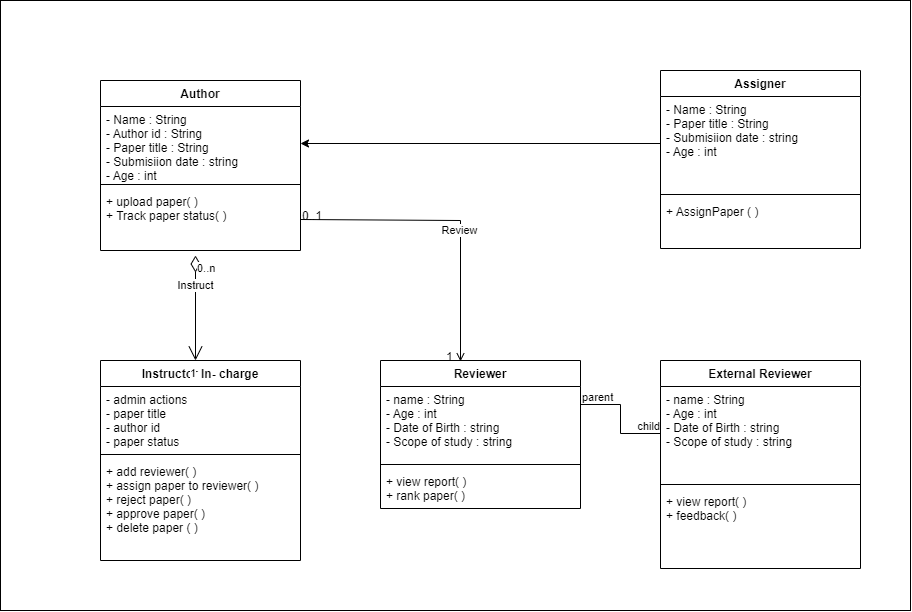 Author
- Name : String
- Author id : String
- Paper title : String
- Submisiion date : string
- Age : int
+ upload paper( )
+ Track paper status( )
Assigner
- Name : String
- Paper title : String
- Submisiion date : string
- Age : int
+ AssignPaper ( )
0..1
Review
1
0..n
Instruct
1
In- charge
- admin actions
- paper title
- author id
- paper status
+ add reviewer( )
+ assign paper to reviewer( )
+ reject paper( )
+ approve paper( )
+ delete paper ( )
Reviewer
- name : String
- Age : int
- Date of Birth : string
- Scope of study : string
+ view report( )
+ rank paper( )
parent
child
External Reviewer
- name : String
- Age : int
- Date of Birth : string
- Scope of study : string
+ view report( )
+ feedback( )